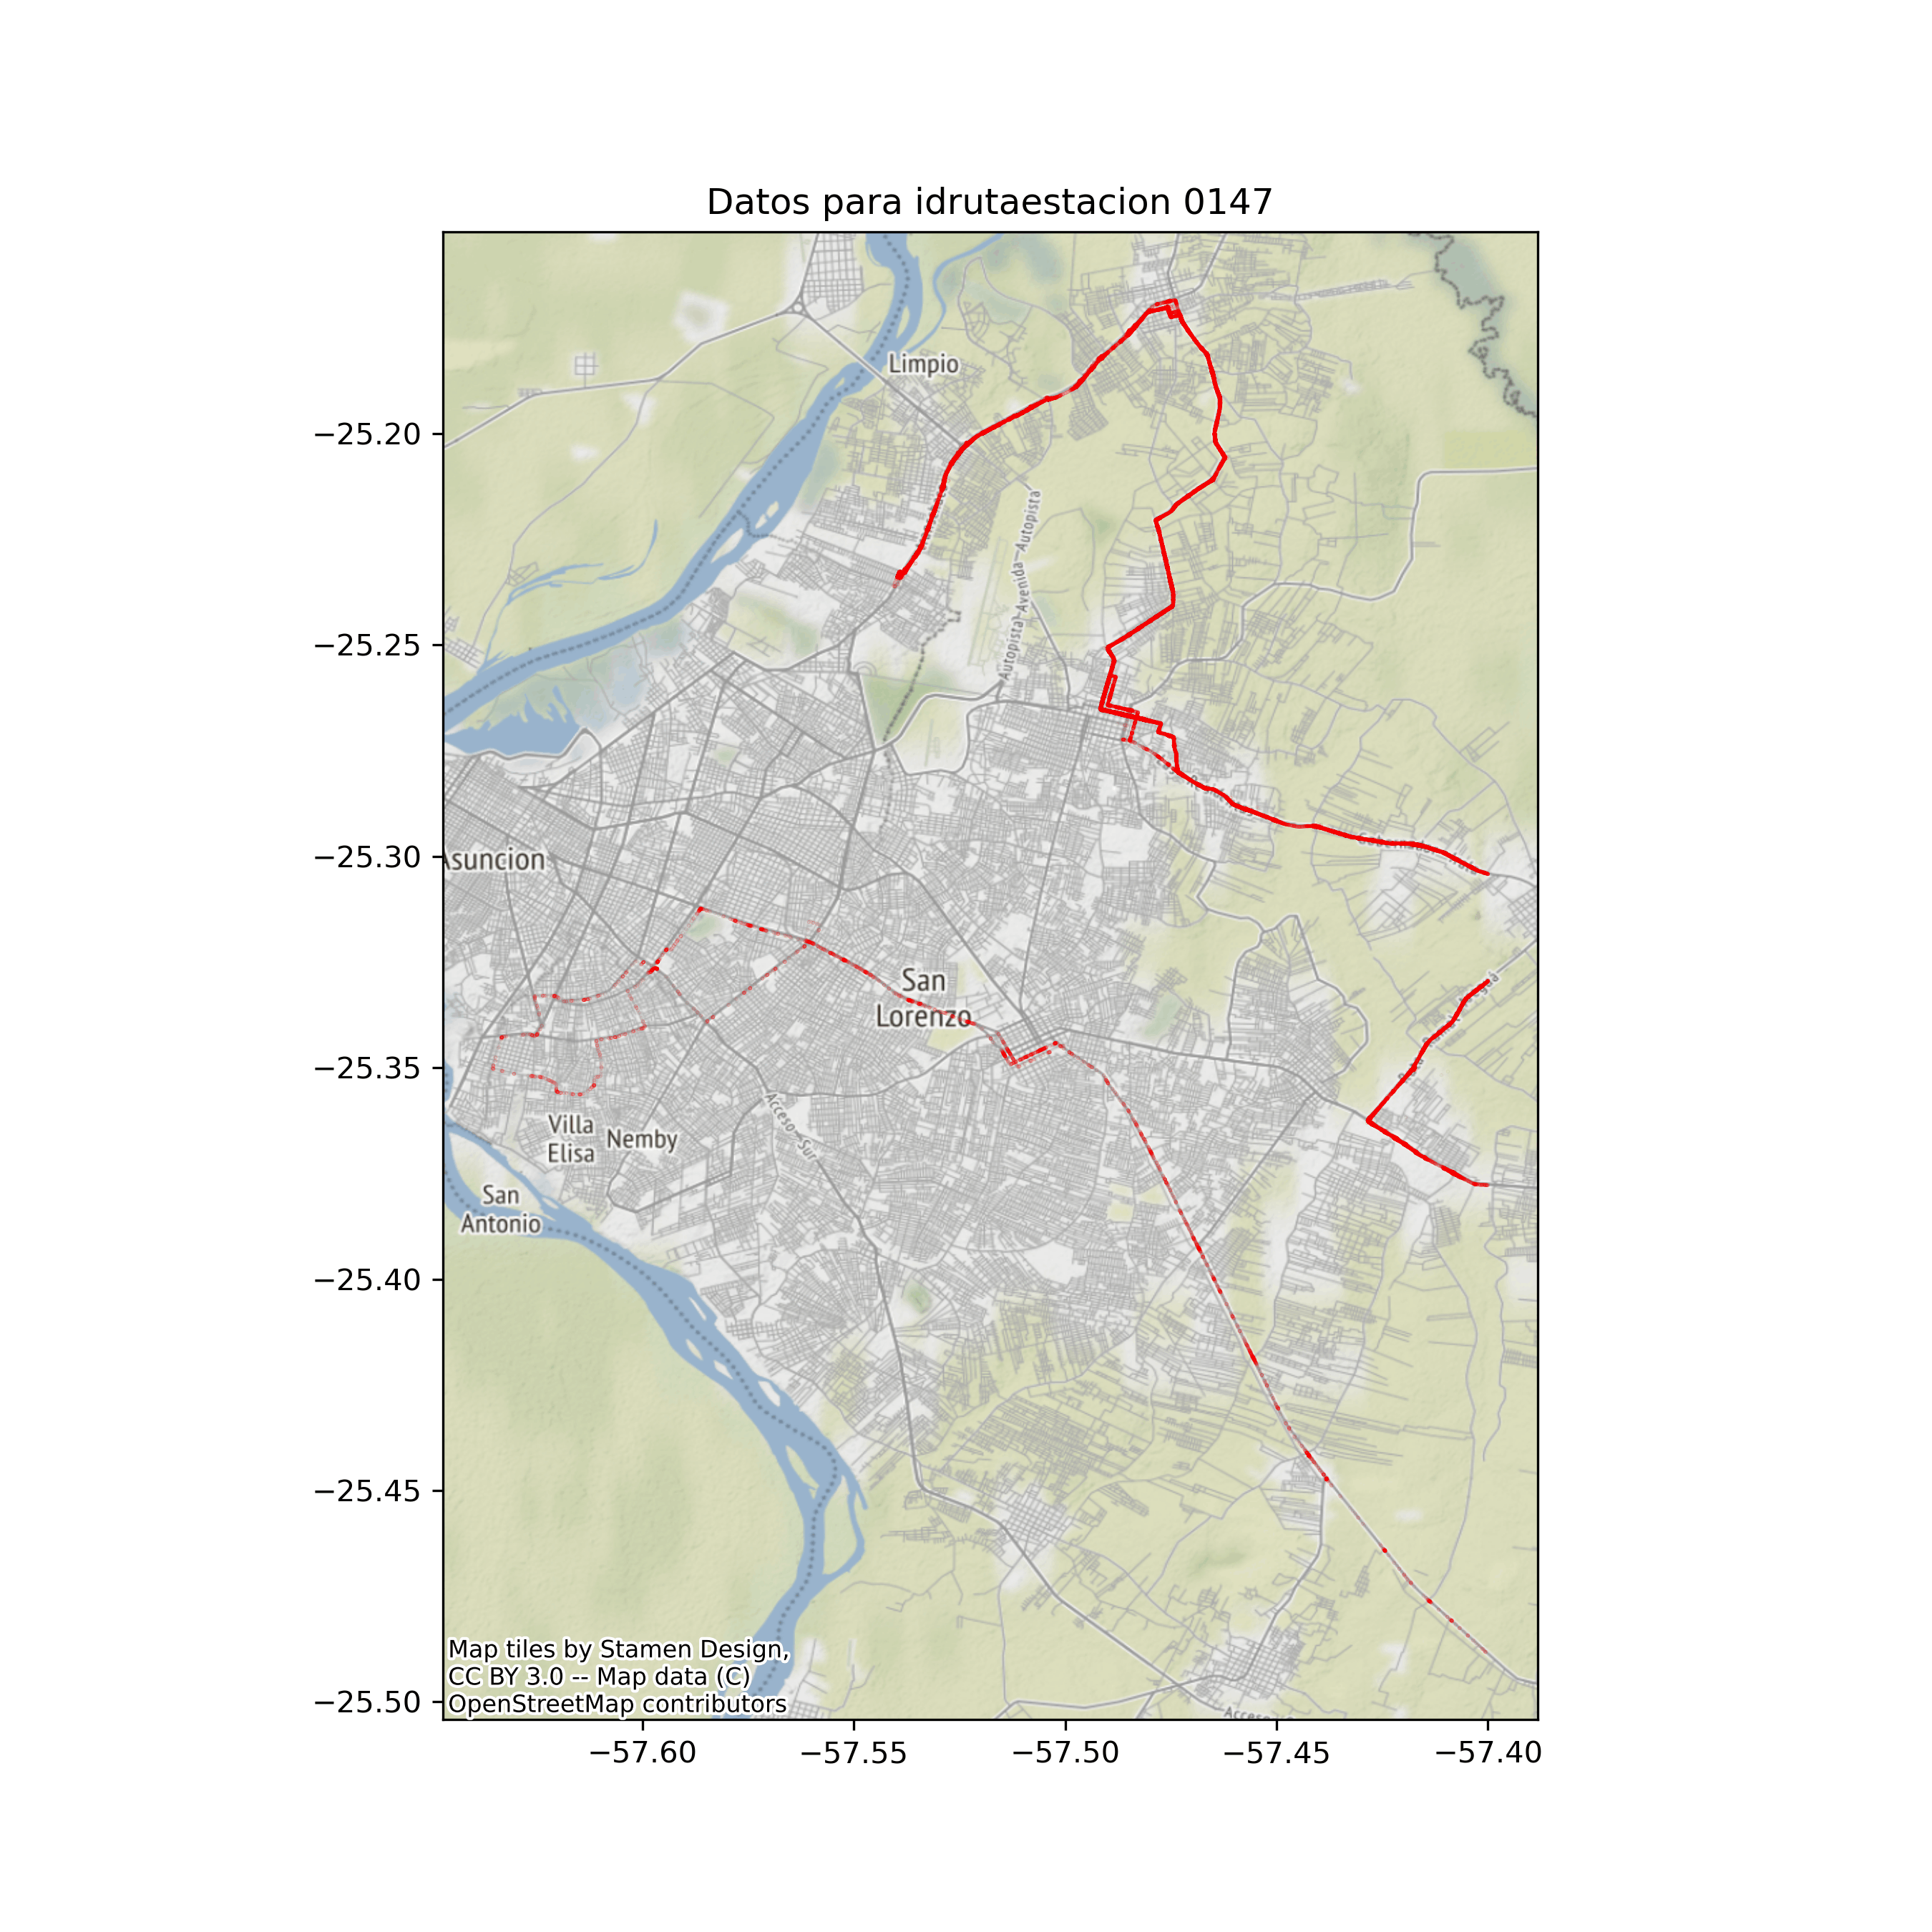 Datos para idrutaestacion 0147
Limpio
−25.20
Autopista-Avenida-Autopista
−25.25
−25.30
Asuncion
San
Lorenzo
−25.35
Villa
Elisa
Nemby
Acceso-Sur
San
Antonio
−25.40
−25.45
−25.50
Map tiles by Stamen Design,
CC BY 3.0 -- Map data (C)
OpenStreetMap contributors
−57.60
−57.55
−57.50
−57.45
−57.40